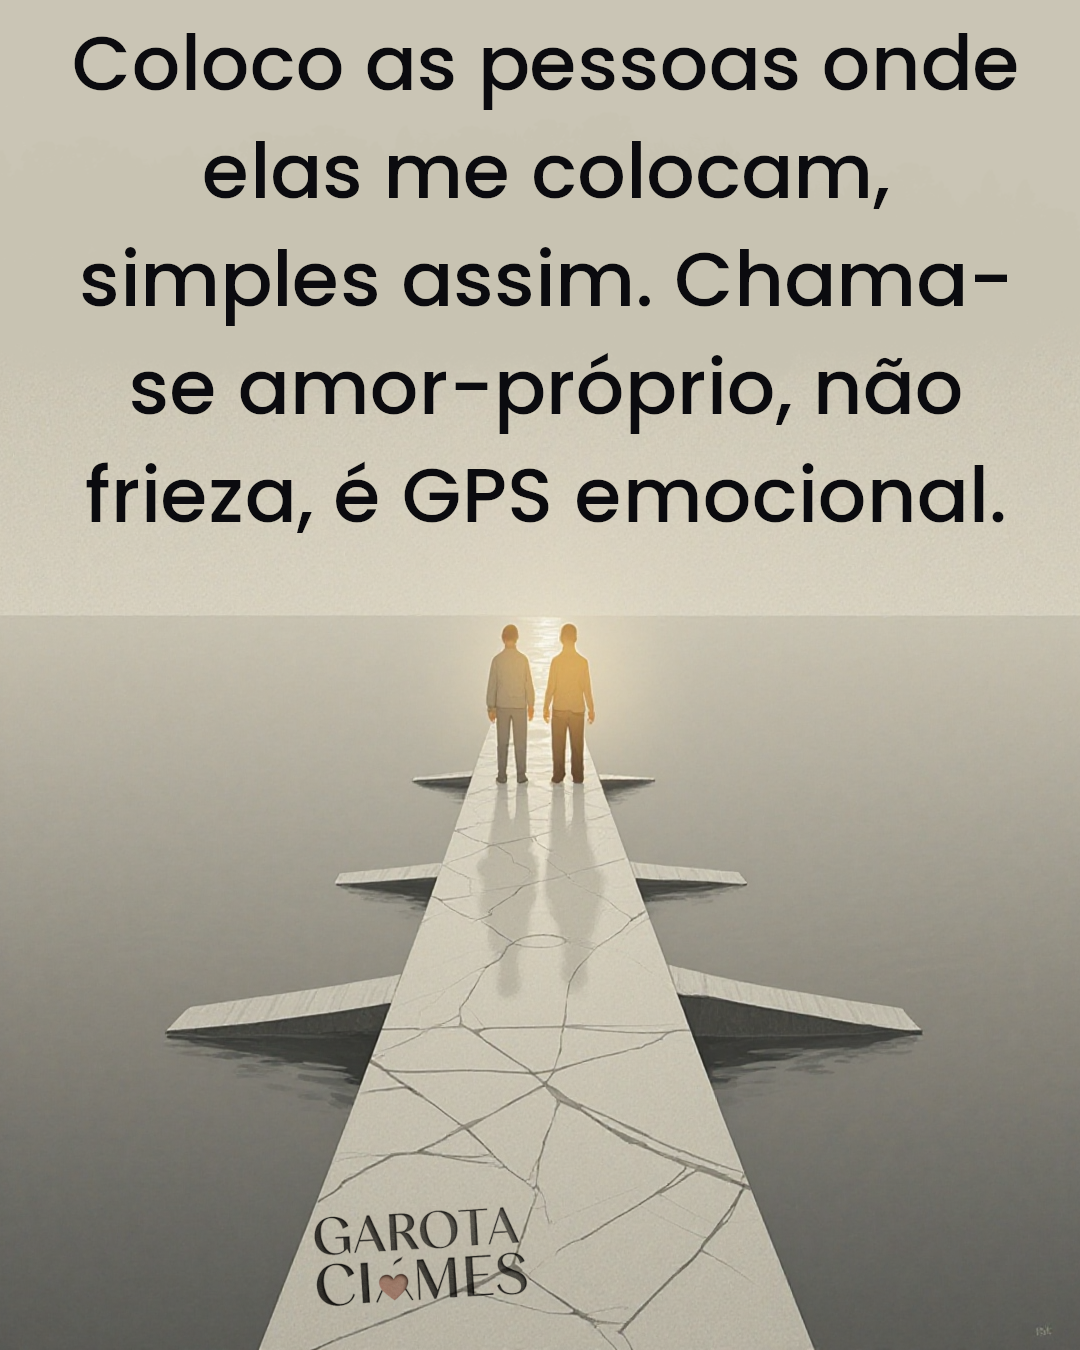 Coloco as pessoas onde
elas me colocam,
simples assim. Chama-
se amor-próprio, não
frieza, é GPS emocional.
GAROTA
CIÚMES